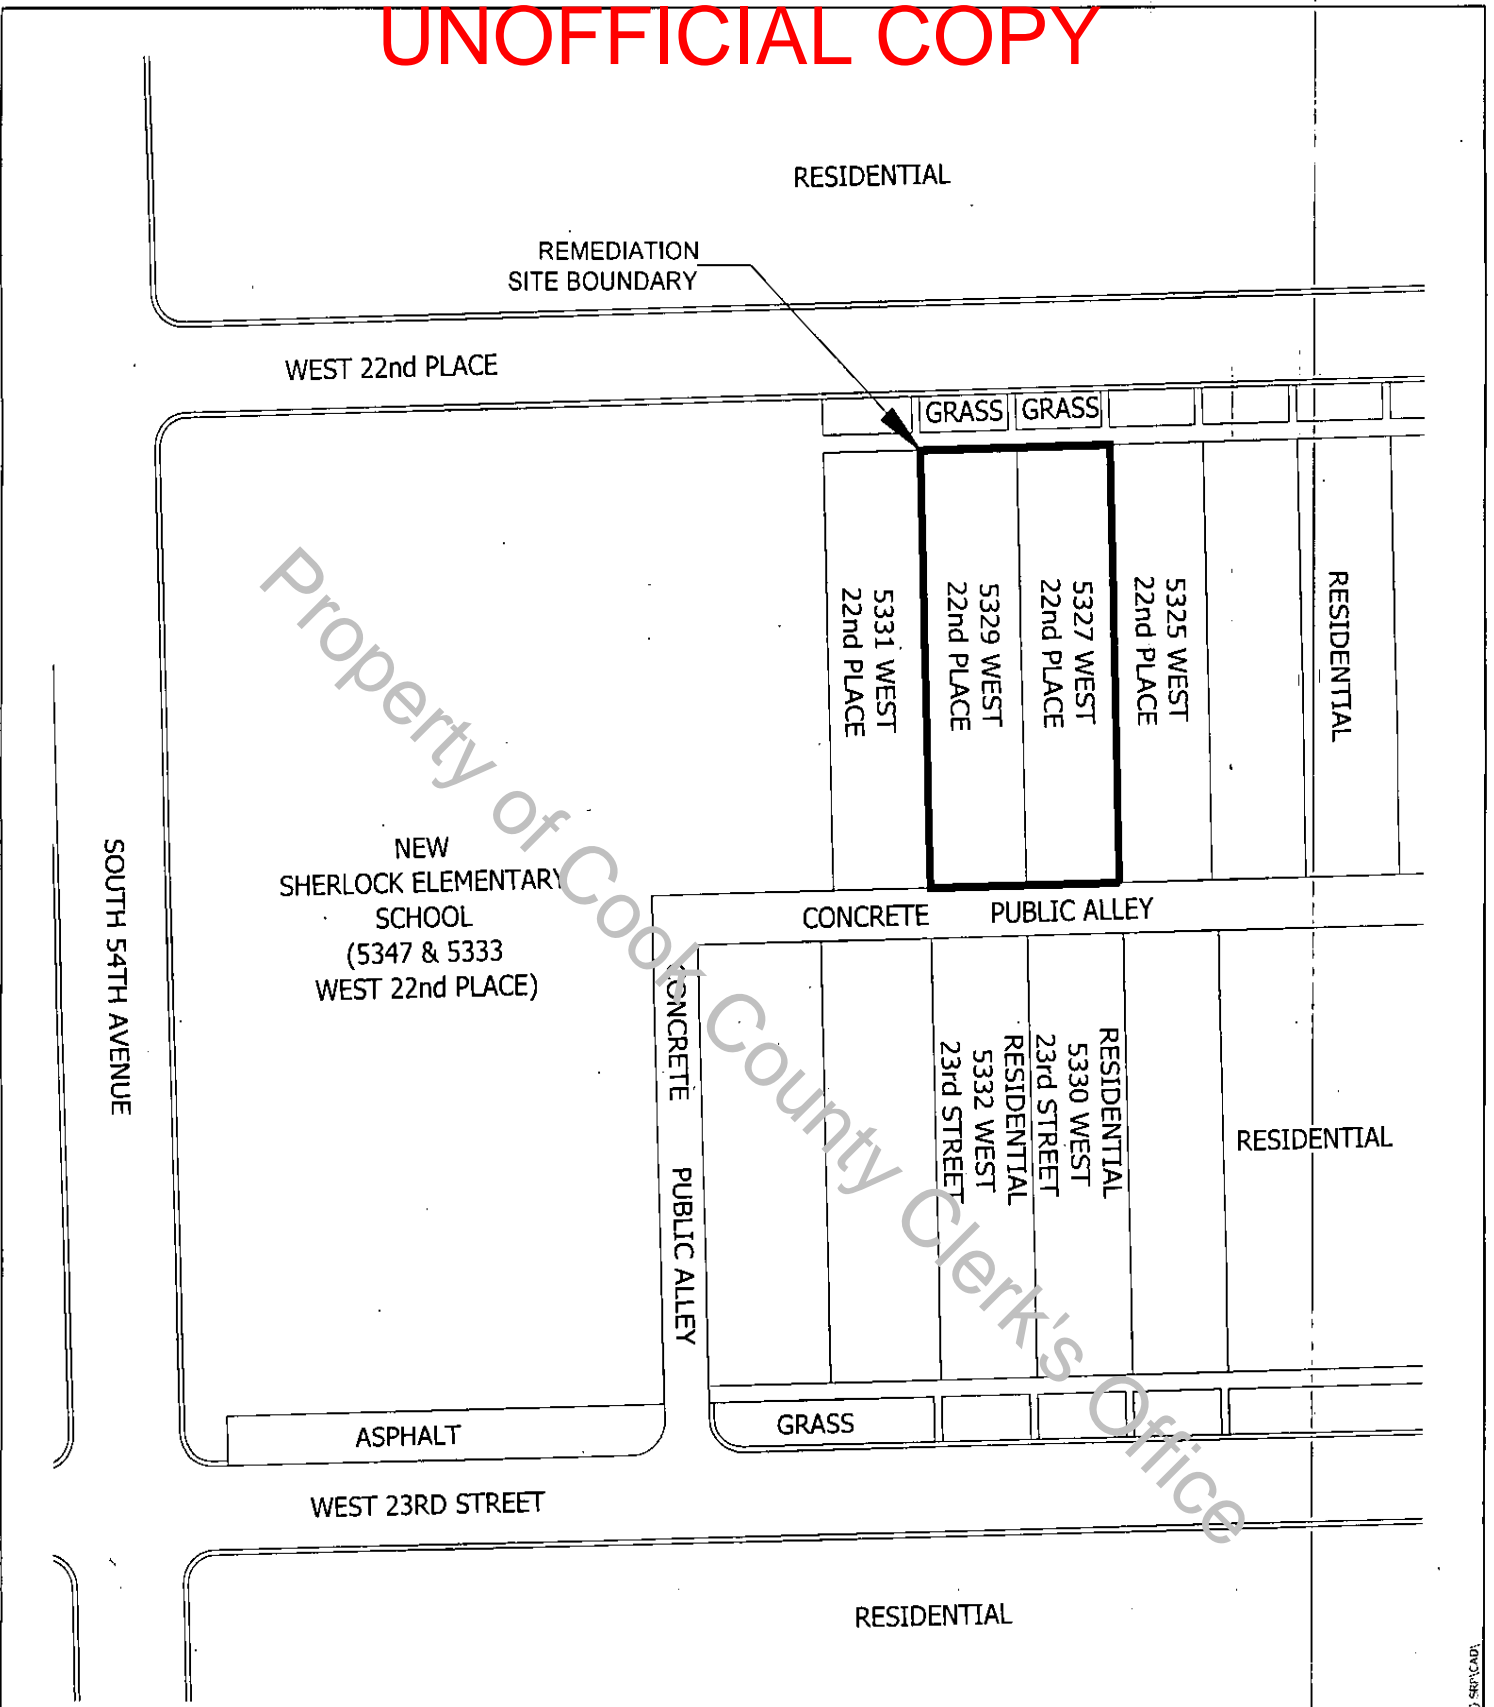 UNOFFICIAL COPY
RESIDENTIAL
REMEDIATION
SITE BOUNDARY
WEST 22nd PLACE
GRASS
GRASS
5331 WEST
22nd PLACE
5329 WEST
22nd PLACE
5327 WEST
22nd PLACE
5325 WEST
22nd PLACE
RESIDENTIAL
Property of Cook County Clerk's Office
SOUTH 54TH AVENUE
NEW
SHERLOCK ELEMENTARY
SCHOOL
(5347 & 5333
WEST 22nd PLACE)
CONCRETE PUBLIC ALLEY
CONCRETE PUBLIC ALLEY
RESIDENTIAL
5332 WEST
23rd STREET
RESIDENTIAL
5330 WEST
23rd STREET
RESIDENTIAL
ASPHALT
GRASS
WEST 23RD STREET
RESIDENTIAL